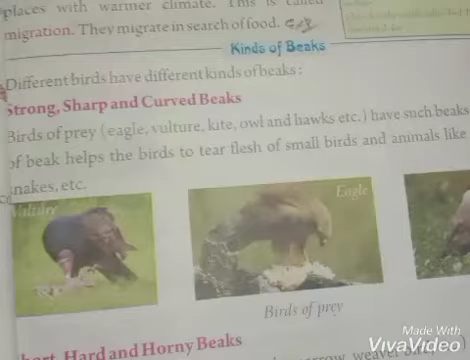 places with warmer climate. This is called
migration. They migrate in search of food.
Kinds of Beaks
Different birds have different kinds of beaks :
Strong, Sharp and Curved Beaks
Birds of prey (eagle, vulture, kite, owl and hawks etc.) have such beaks
of beak helps the birds to tear flesh of small birds and animals like
snakes, etc.
Vulture
Eagle
Birds of prey
Hard and Horny Beaks
Made With
VivaVideo